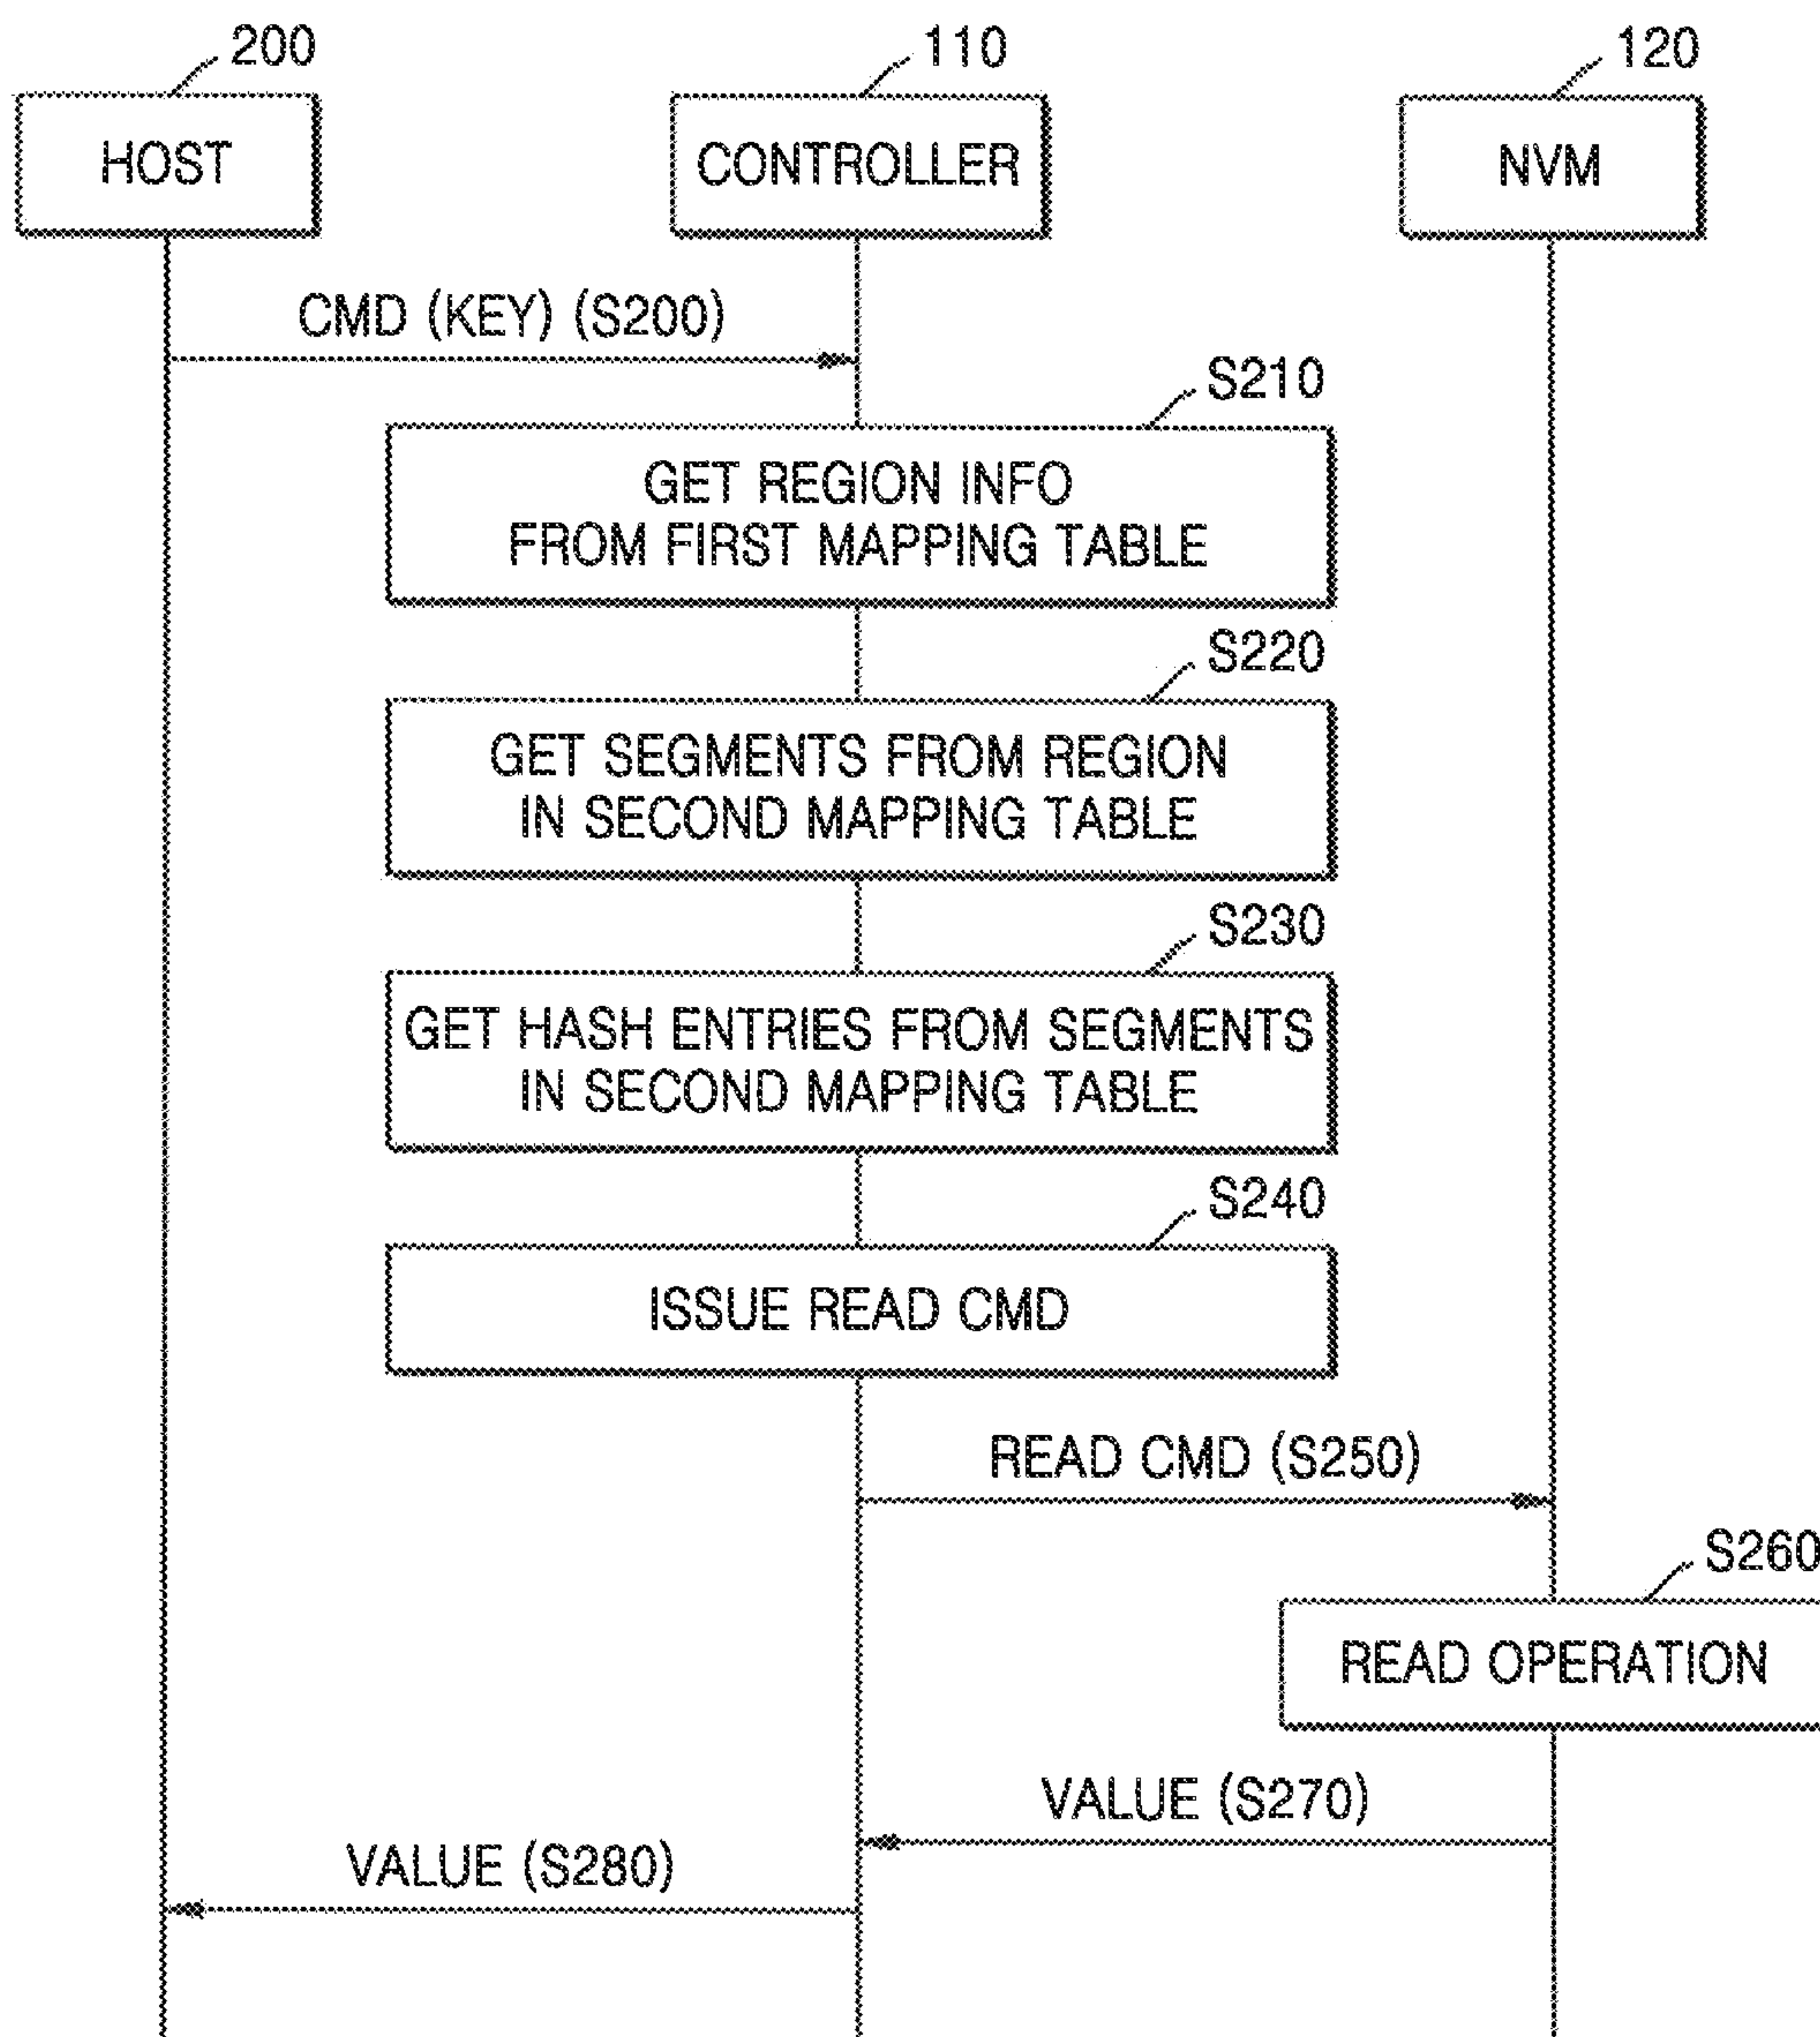 200
110
120
HOST
CONTROLLER
NVM
CMD (KEY) (S200)
S210
GET REGION INFO
FROM FIRST MAPPING TABLE
S220
GET SEGMENTS FROM REGION
IN SECOND MAPPING TABLE
S230
GET HASH ENTRIES FROM SEGMENTS
IN SECOND MAPPING TABLE
S240
ISSUE READ CMD
READ CMD (S250)
S260
READ OPERATION
VALUE (S270)
VALUE (S280)